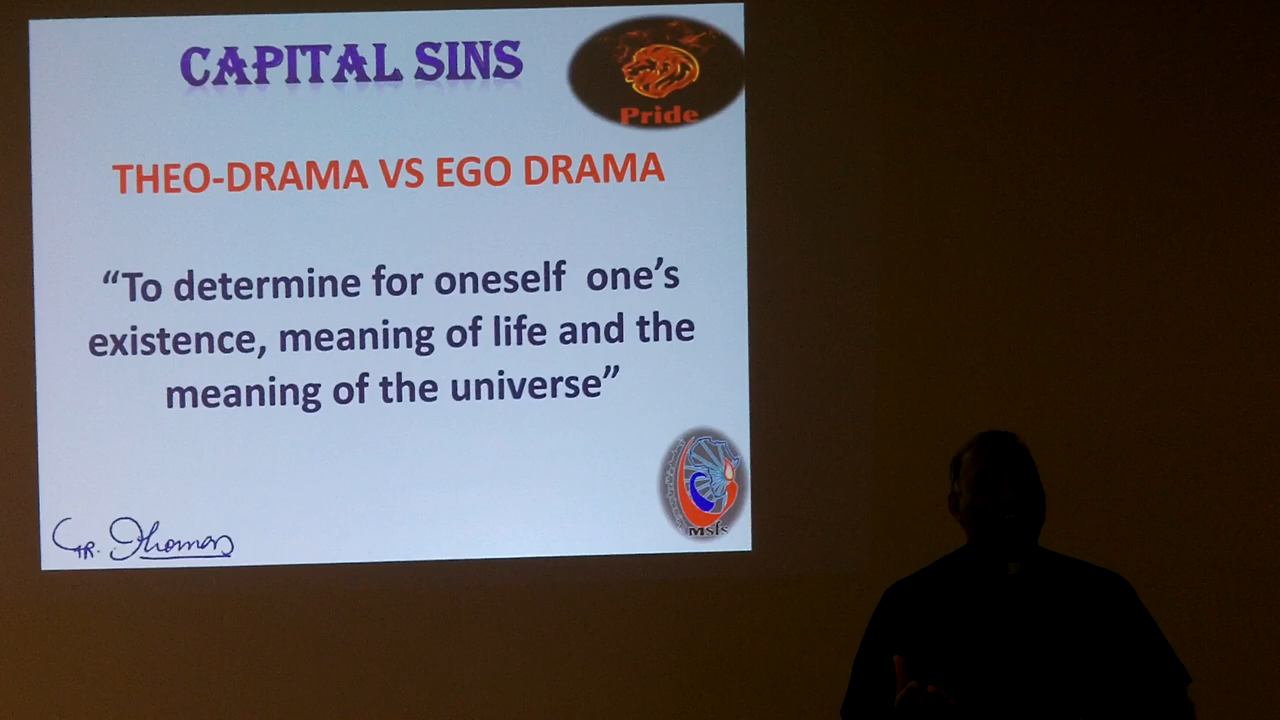 CAPITAL SINS
Pride
THEO-DRAMA VS EGO DRAMA
“To determine for oneself one’s
existence, meaning of life and the
meaning of the universe”
Msfs
Thomas